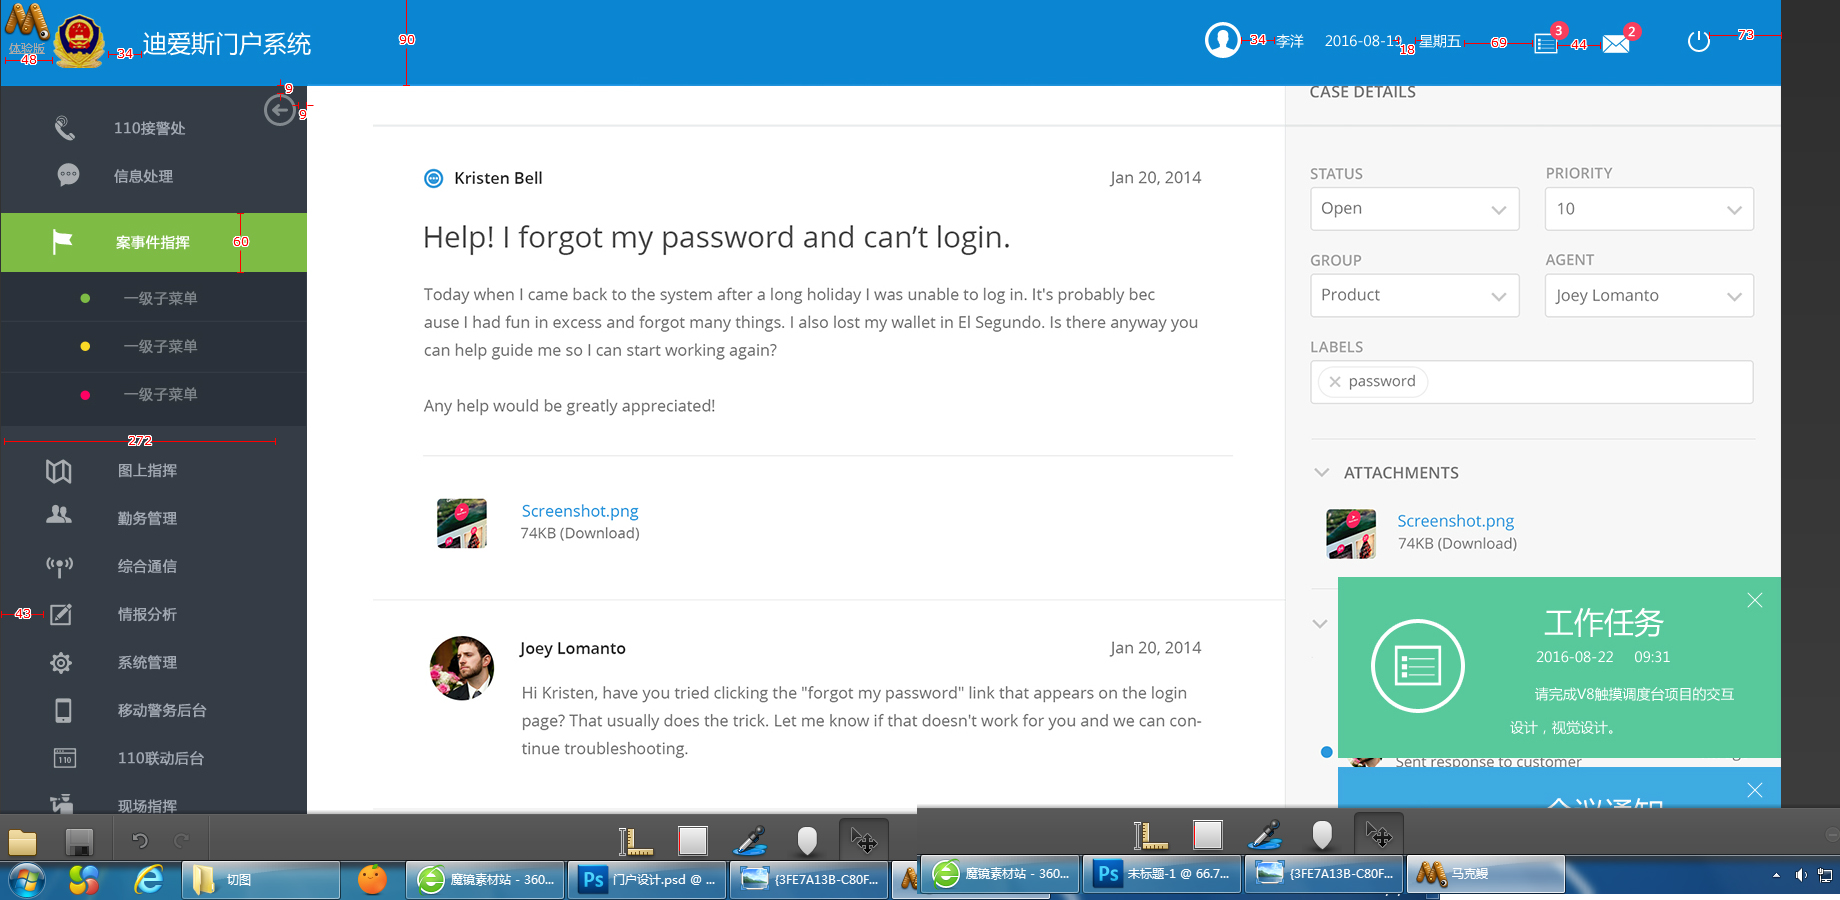 体验版
48
34
迪爱斯门户系统
90
34
李洋
2016-08-19
18
星期五
69
3
44
2
73
9
9
110接警处
信息处理
案事件指挥
60
一级子菜单
一级子菜单
一级子菜单
272
图上指挥
勤务管理
综合通信
43
情报分析
系统管理
移动警务后台
110
110联动后台
现场指挥
Kristen Bell
Jan 20, 2014
Help! I forgot my password and can’t login.
Today when I came back to the system after a long holiday I was unable to log in. It's probably bec
ause I had fun in excess and forgot many things. I also lost my wallet in El Segundo. Is there anyway you
can help guide me so I can start working again?
Any help would be greatly appreciated!
Screenshot.png
74KB (Download)
Joey Lomanto
Jan 20, 2014
Hi Kristen, have you tried clicking the "forgot my password" link that appears on the login
page? That usually does the trick. Let me know if that doesn't work for you and we can con-
tinue troubleshooting.
CASE DETAILS
STATUS
PRIORITY
Open
10
GROUP
AGENT
Product
Joey Lomanto
LABELS
password
ATTACHMENTS
Screenshot.png
74KB (Download)
工作任务
2016-08-22 09:31
请完成V8触摸调度台项目的交互
设计，视觉设计。
Sent response to customer
会议通知
切图
魔镜素材站 - 360...
Ps
门户设计.psd @ ...
{3FE7A13B-C80F...
魔镜素材站 - 360...
Ps
未标题-1 @ 66.7...
{3FE7A13B-C80F...
马克鳗